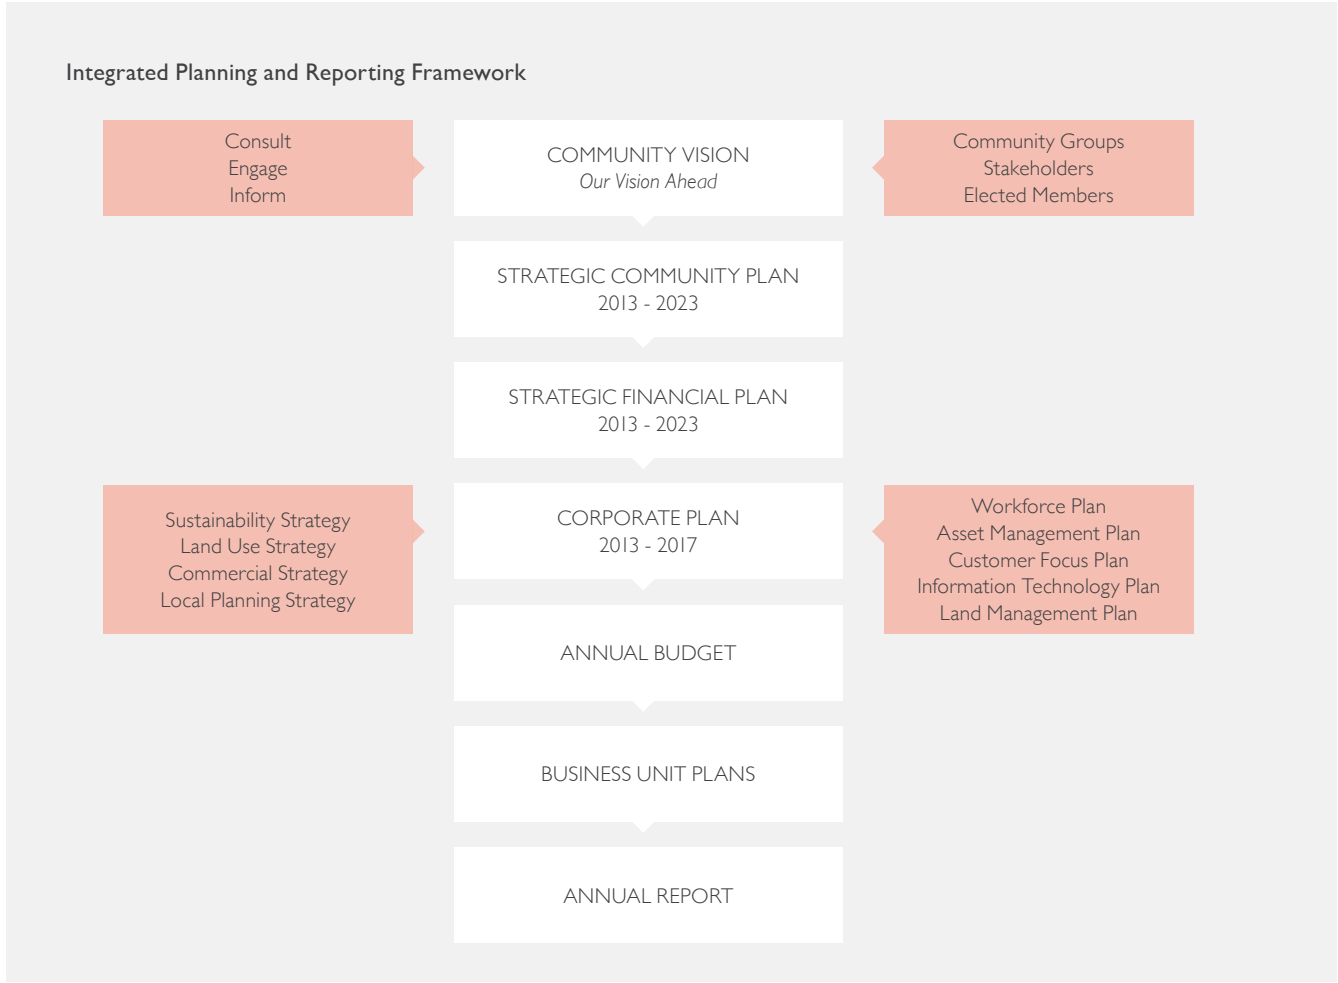 Integrated Planning and Reporting Framework
Consult
Engage
Inform
COMMUNITY VISION
Our Vision Ahead
Community Groups
Stakeholders
Elected Members
STRATEGIC COMMUNITY PLAN
2013 - 2023
STRATEGIC FINANCIAL PLAN
2013 - 2023
Sustainability Strategy
Land Use Strategy
Commercial Strategy
Local Planning Strategy
CORPORATE PLAN
2013 - 2017
Workforce Plan
Asset Management Plan
Customer Focus Plan
Information Technology Plan
Land Management Plan
ANNUAL BUDGET
BUSINESS UNIT PLANS
ANNUAL REPORT